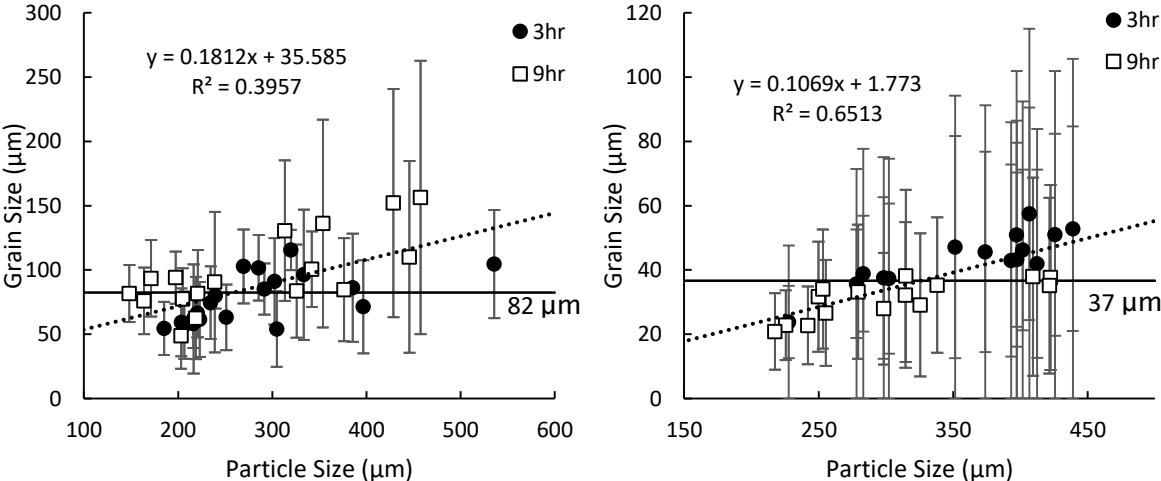 300
250
200
150
100
50
0
Grain Size (μm)
y = 0.1812x + 35.585
R² = 0.3957
3hr
9hr
82 μm
100 200 300 400 500 600
Particle Size (μm)
120
100
80
60
40
20
0
Grain Size (μm)
y = 0.1069x + 1.773
R² = 0.6513
3hr
9hr
37 μm
150 250 350 450
Particle Size (μm)